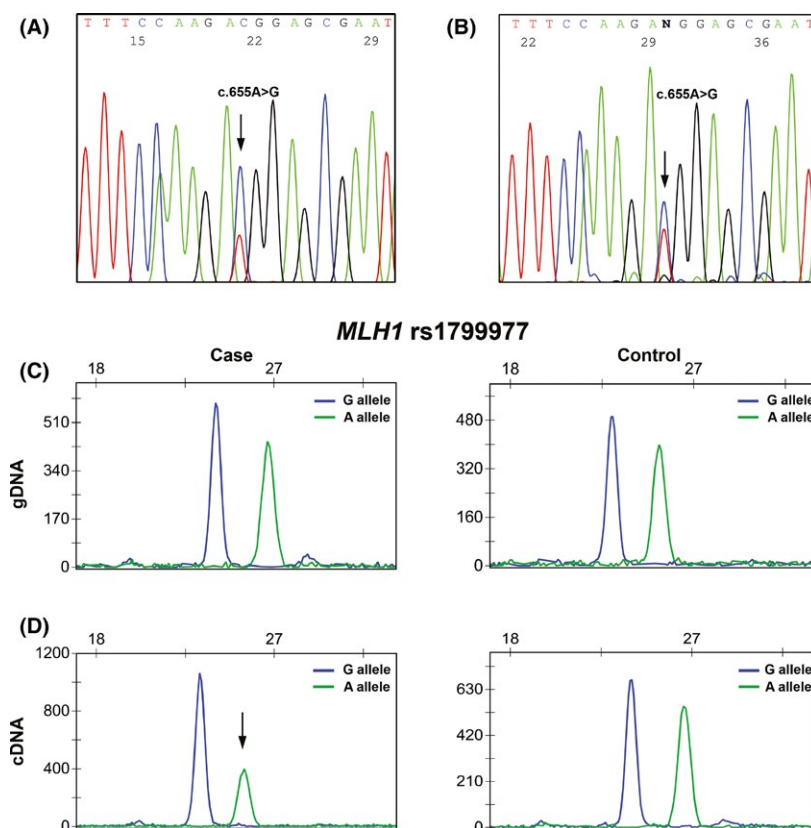 (A)
T T T C C A A G A C G G A G C G A A T
15 22 29
c.655A>G
(B)
T T T C C A A G A N G G A G C G A A T
22 29 36
c.655A>G
MLH1 rs1799977
Case
Control
(C)
18 27
G allele
A allele
510
340
170
0
gDNA
18 27
G allele
A allele
480
320
160
0
(D)
18 27
G allele
A allele
1200
800
400
0
cDNA
18 27
G allele
A allele
630
420
210
0